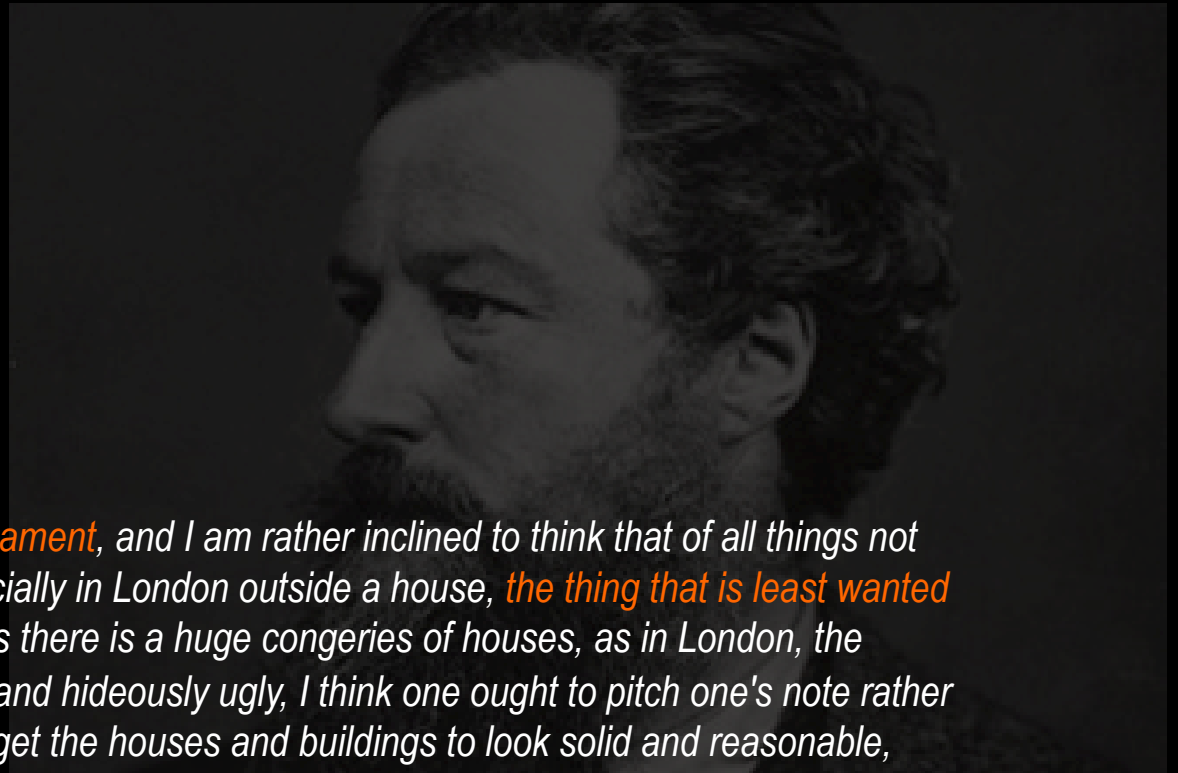 ament, and I am rather inclined to think that of all things not
cially in London outside a house, the thing that is least wanted
s there is a huge congeries of houses, as in London, the
and hideously ugly, I think one ought to pitch one's note rather
get the houses and buildings to look solid and reasonable,